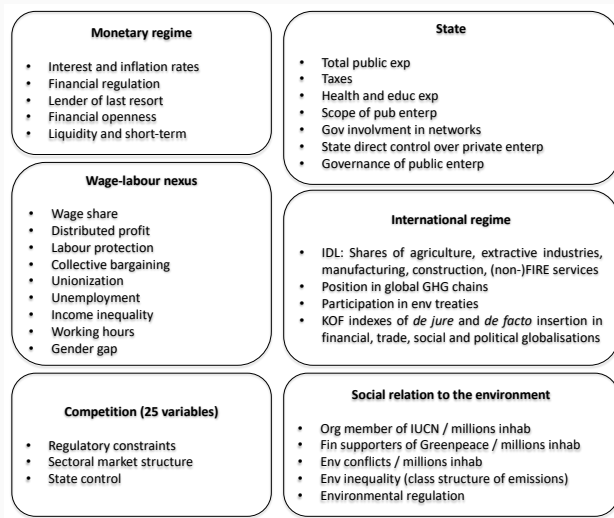 Monetary regime
• Interest and inflation rates
• Financial regulation
• Lender of last resort
• Financial openness
• Liquidity and short-term
State
• Total public exp
• Taxes
• Health and educ exp
• Scope of pub enterp
• Gov involvment in networks
• State direct control over private enterp
• Governance of public enterp
Wage-labour nexus
• Wage share
• Distributed profit
• Labour protection
• Collective bargaining
• Unionization
• Unemployment
• Income inequality
• Working hours
• Gender gap
International regime
• IDL: Shares of agriculture, extractive industries,
manufacturing, construction, (non-)FIRE services
• Position in global GHG chains
• Participation in env treaties
• KOF indexes of de jure and de facto insertion in
financial, trade, social and political globalisations
Competition (25 variables)
• Regulatory constraints
• Sectoral market structure
• State control
Social relation to the environment
• Org member of IUCN / millions inhab
• Fin supporters of Greenpeace / millions inhab
• Env conflicts / millions inhab
• Env inequality (class structure of emissions)
• Environmental regulation